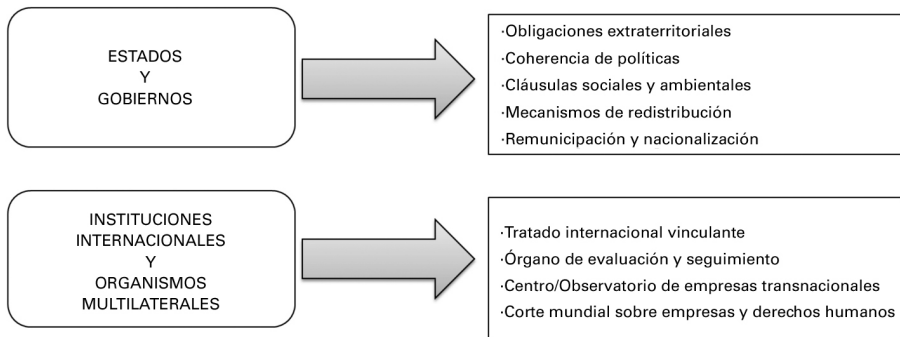 ESTADOS
Y
GOBIERNOS
·Obligaciones extraterritoriales
·Coherencia de políticas
·Cláusulas sociales y ambientales
·Mecanismos de redistribución
·Remunicipación y nacionalización
INSTITUCIONES
INTERNACIONALES
Y
ORGANISMOS
MULTILATERALES
·Tratado internacional vinculante
·Órgano de evaluación y seguimiento
·Centro/Observatorio de empresas transnacionales
·Corte mundial sobre empresas y derechos humanos